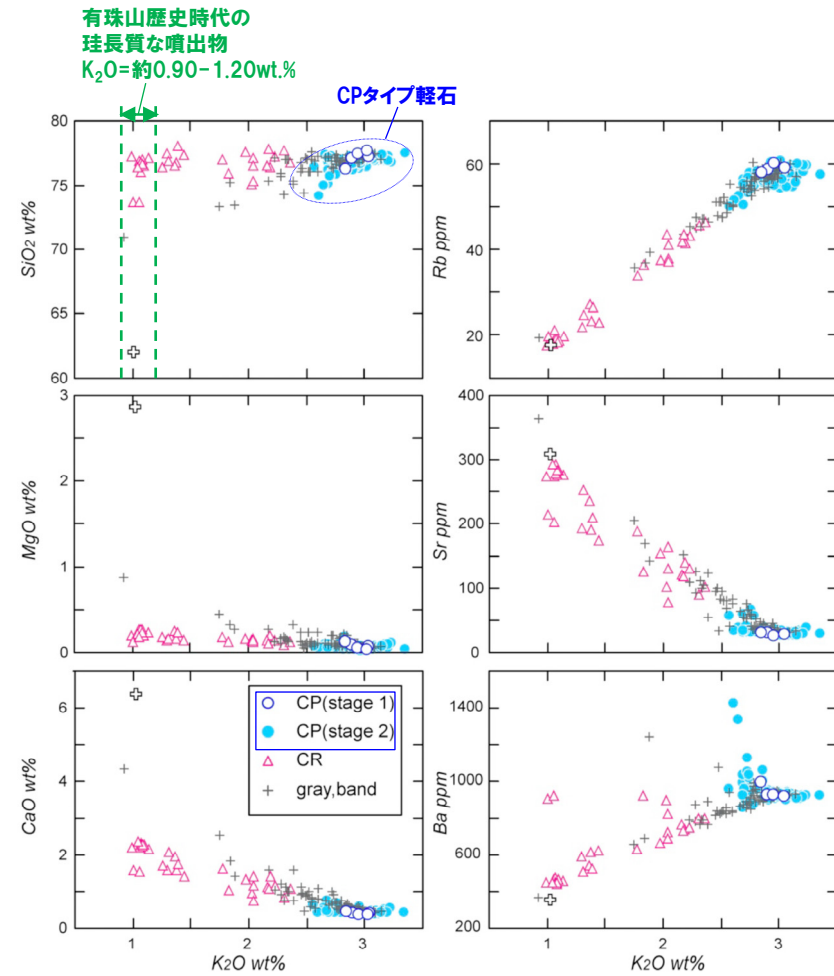 有珠山歴史時代の
珪長質な噴出物
K₂O=約0.90-1.20wt.%
CPタイプ軽石
80
75
70
65
60
SiO₂ wt%
60
40
20
Rb ppm
3
2
1
0
MgO wt%
400
300
200
100
0
Sr ppm
6
4
2
0
CaO wt%
CP(stage 1)
CP(stage 2)
CR
gray,band
1400
1000
600
200
Ba ppm
1 2 3
K₂O wt%
1 2 3
K₂O wt%